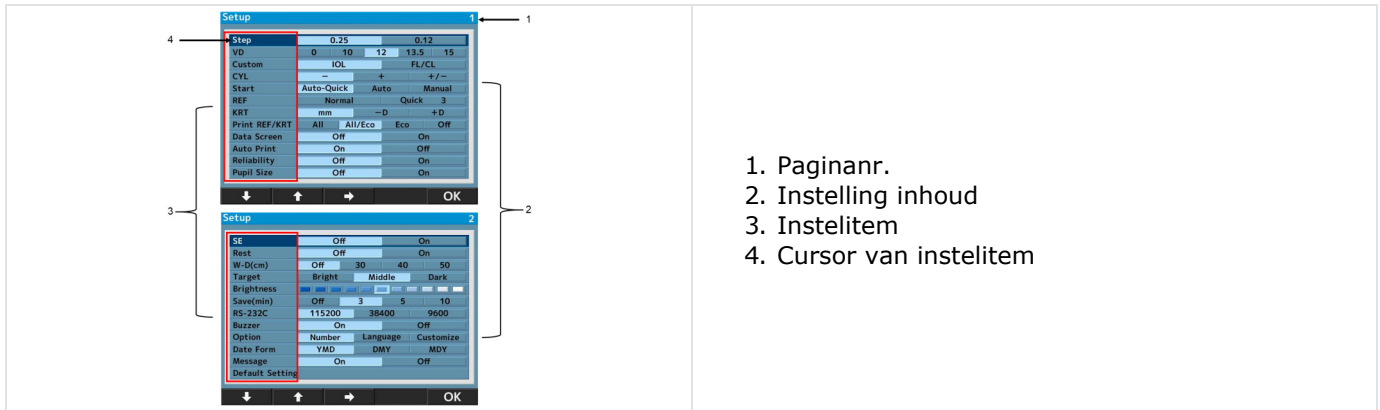 Setup 1
1
4
Step 0.25 0.12
VD 0 10 12 13.5 15
Custom IOL FL/CL
CYL − + +/−
Start Auto-Quick Auto Manual
REF Normal Quick 3
KRT mm −D +D
Print REF/KRT All All/Eco Eco Off
Data Screen Off On
Auto Print On Off
Reliability Off On
Pupil Size Off On
OK
3
2
Setup 2
SE Off On
Rest Off On
W-D(cm) Off 30 40 50
Target Bright Middle Dark
Brightness
Save(min) Off 3 5 10
RS-232C 115200 38400 9600
Buzzer On Off
Option Number Language Customize
Date Form YMD DMY MDY
Message On Off
Default Setting
OK
1. Paginanr.
2. Instelling inhoud
3. Instelitem
4. Cursor van instelitem